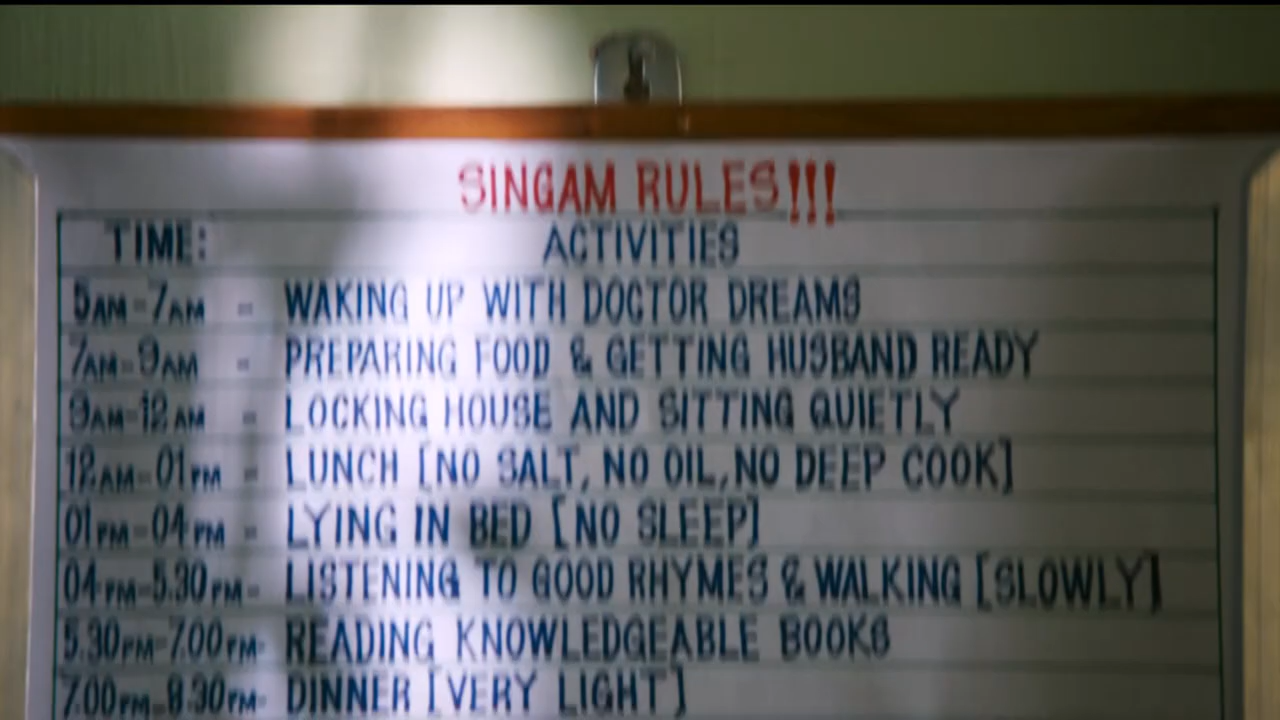 SINGAM RULES!!!
TIME: ACTIVITIES
5AM-7AM - WAKING UP WITH DOCTOR DREAMS
7AM-9AM - PREPARING FOOD & GETTING HUSBAND READY
9AM-12AM - LOCKING HOUSE AND SITTING QUIETLY
12AM-01PM - LUNCH [NO SALT, NO OIL, NO DEEP COOK]
01PM-04PM - LYING IN BED [NO SLEEP]
04PM-5.30PM- LISTENING TO GOOD RHYMES & WALKING [SLOWLY]
5.30PM-7.00PM- READING KNOWLEDGEABLE BOOKS
7.00PM-8.30PM- DINNER [VERY LIGHT]